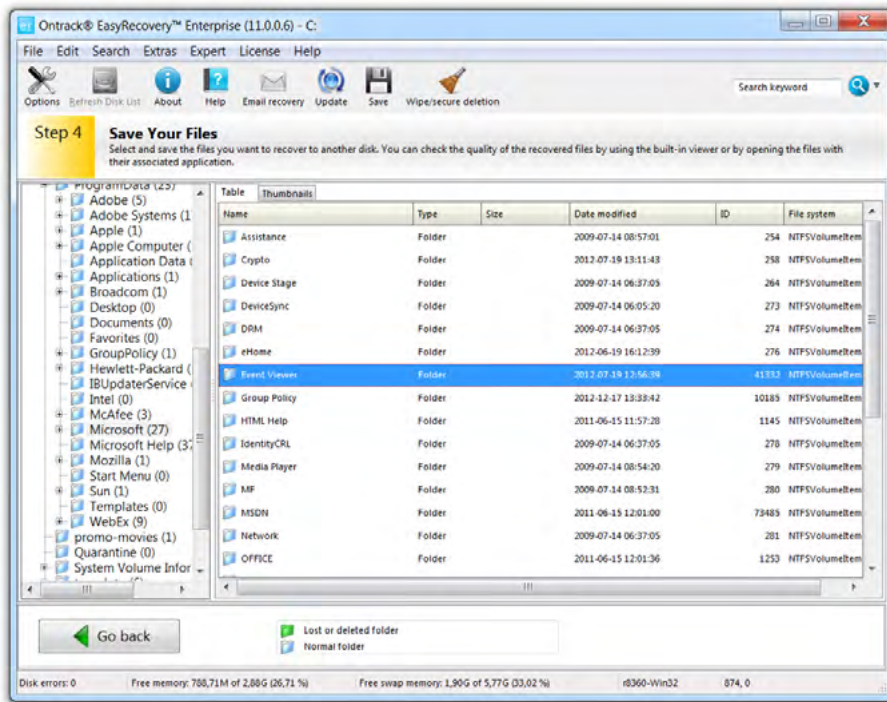 Ontrack® EasyRecovery™ Enterprise (11.0.0.6) - C:
File Edit Search Extras Expert License Help
Options Refresh Disk List About Help Email recovery Update Save Wipe/secure deletion Search keyword
Step 4 Save Your Files
Select and save the files you want to recover to another disk. You can check the quality of the recovered files by using the built-in viewer or by opening the files with
their associated application.
ProgramData (25)
Adobe (5)
Adobe Systems (1
Apple (1)
Apple Computer (
Application Data (
Applications (1)
Broadcom (1)
Desktop (0)
Documents (0)
Favorites (0)
GroupPolicy (1)
Hewlett-Packard (
IBUpdaterService
Intel (0)
McAfee (3)
Microsoft (27)
Microsoft Help (37
Mozilla (1)
Start Menu (0)
Sun (1)
Templates (0)
WebEx (9)
promo-movies (1)
Quarantine (0)
System Volume Infor
Table Thumbnails
Name Type Size Date modified ID File system
Assistance Folder 2009-07-14 08:57:01 254 NTFSVolumeItem
Crypto Folder 2012-07-19 13:11:43 258 NTFSVolumeItem
Device Stage Folder 2009-07-14 06:37:05 264 NTFSVolumeItem
DeviceSync Folder 2009-07-14 06:05:20 273 NTFSVolumeItem
DRM Folder 2009-07-14 06:37:05 274 NTFSVolumeItem
eHome Folder 2012-06-19 16:12:39 276 NTFSVolumeItem
Event Viewer Folder 2012-07-19 12:56:39 41332 NTFSVolumeItem
Group Policy Folder 2012-12-17 13:33:42 10185 NTFSVolumeItem
HTML Help Folder 2011-06-15 11:57:28 1145 NTFSVolumeItem
IdentityCRL Folder 2009-07-14 06:37:05 278 NTFSVolumeItem
Media Player Folder 2009-07-14 08:54:20 279 NTFSVolumeItem
MF Folder 2009-07-14 08:52:31 280 NTFSVolumeItem
MSDN Folder 2011-06-15 12:01:00 73485 NTFSVolumeItem
Network Folder 2009-07-14 06:37:05 281 NTFSVolumeItem
OFFICE Folder 2011-06-15 12:01:36 1253 NTFSVolumeItem
Go back
Lost or deleted folder
Normal folder
Disk errors: 0 Free memory: 788,71M of 2,88G (26,71 %) Free swap memory: 1,90G of 5,77G (33,02 %) r8360-Win32 874, 0